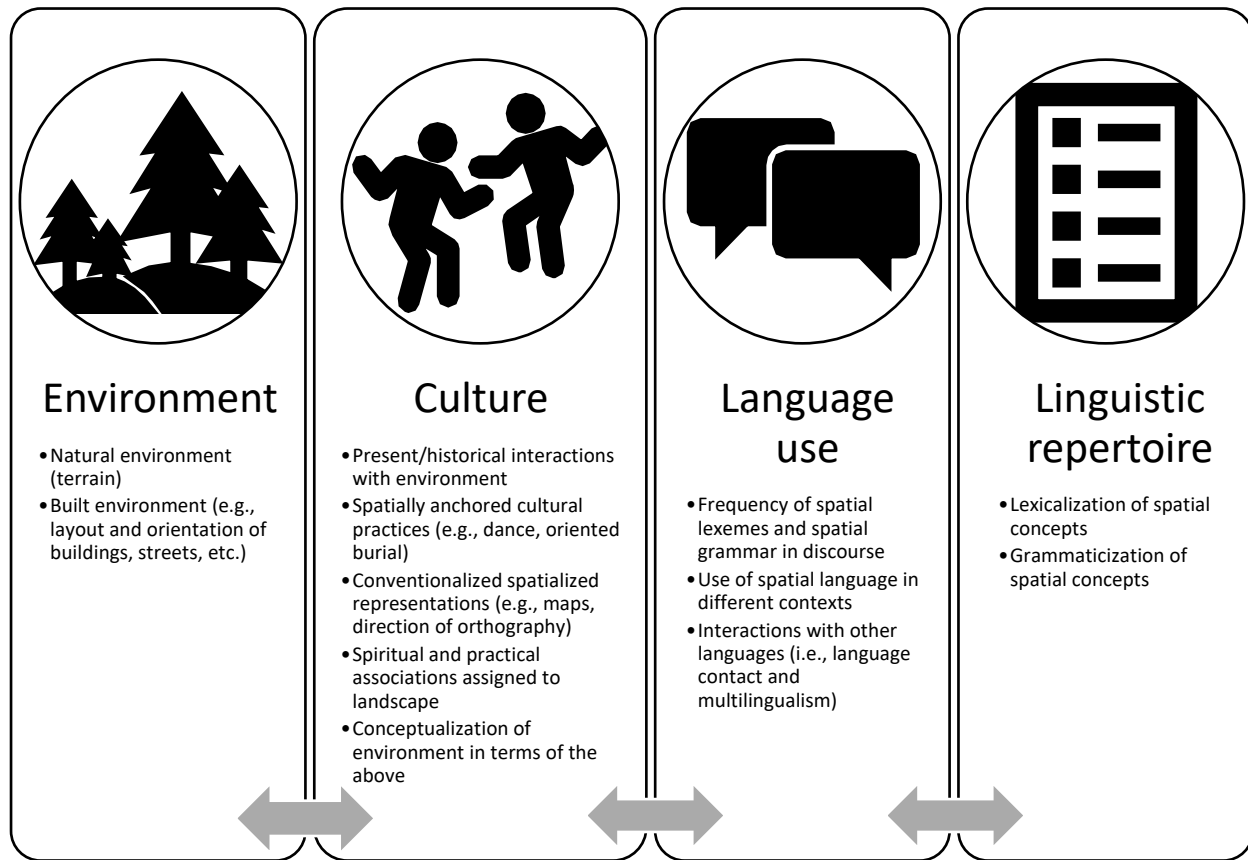 Environment
•Natural environment
(terrain)
•Built environment (e.g.,
layout and orientation of
buildings, streets, etc.)
Culture
•Present/historical interactions
with environment
•Spatially anchored cultural
practices (e.g., dance, oriented
burial)
•Conventionalized spatialized
representations (e.g., maps,
direction of orthography)
•Spiritual and practical
associations assigned to
landscape
•Conceptualization of
environment in terms of the
above
Language
use
•Frequency of spatial
lexemes and spatial
grammar in discourse
•Use of spatial language in
different contexts
•Interactions with other
languages (i.e., language
contact and
multilingualism)
Linguistic
repertoire
•Lexicalization of spatial
concepts
•Grammaticization of
spatial concepts